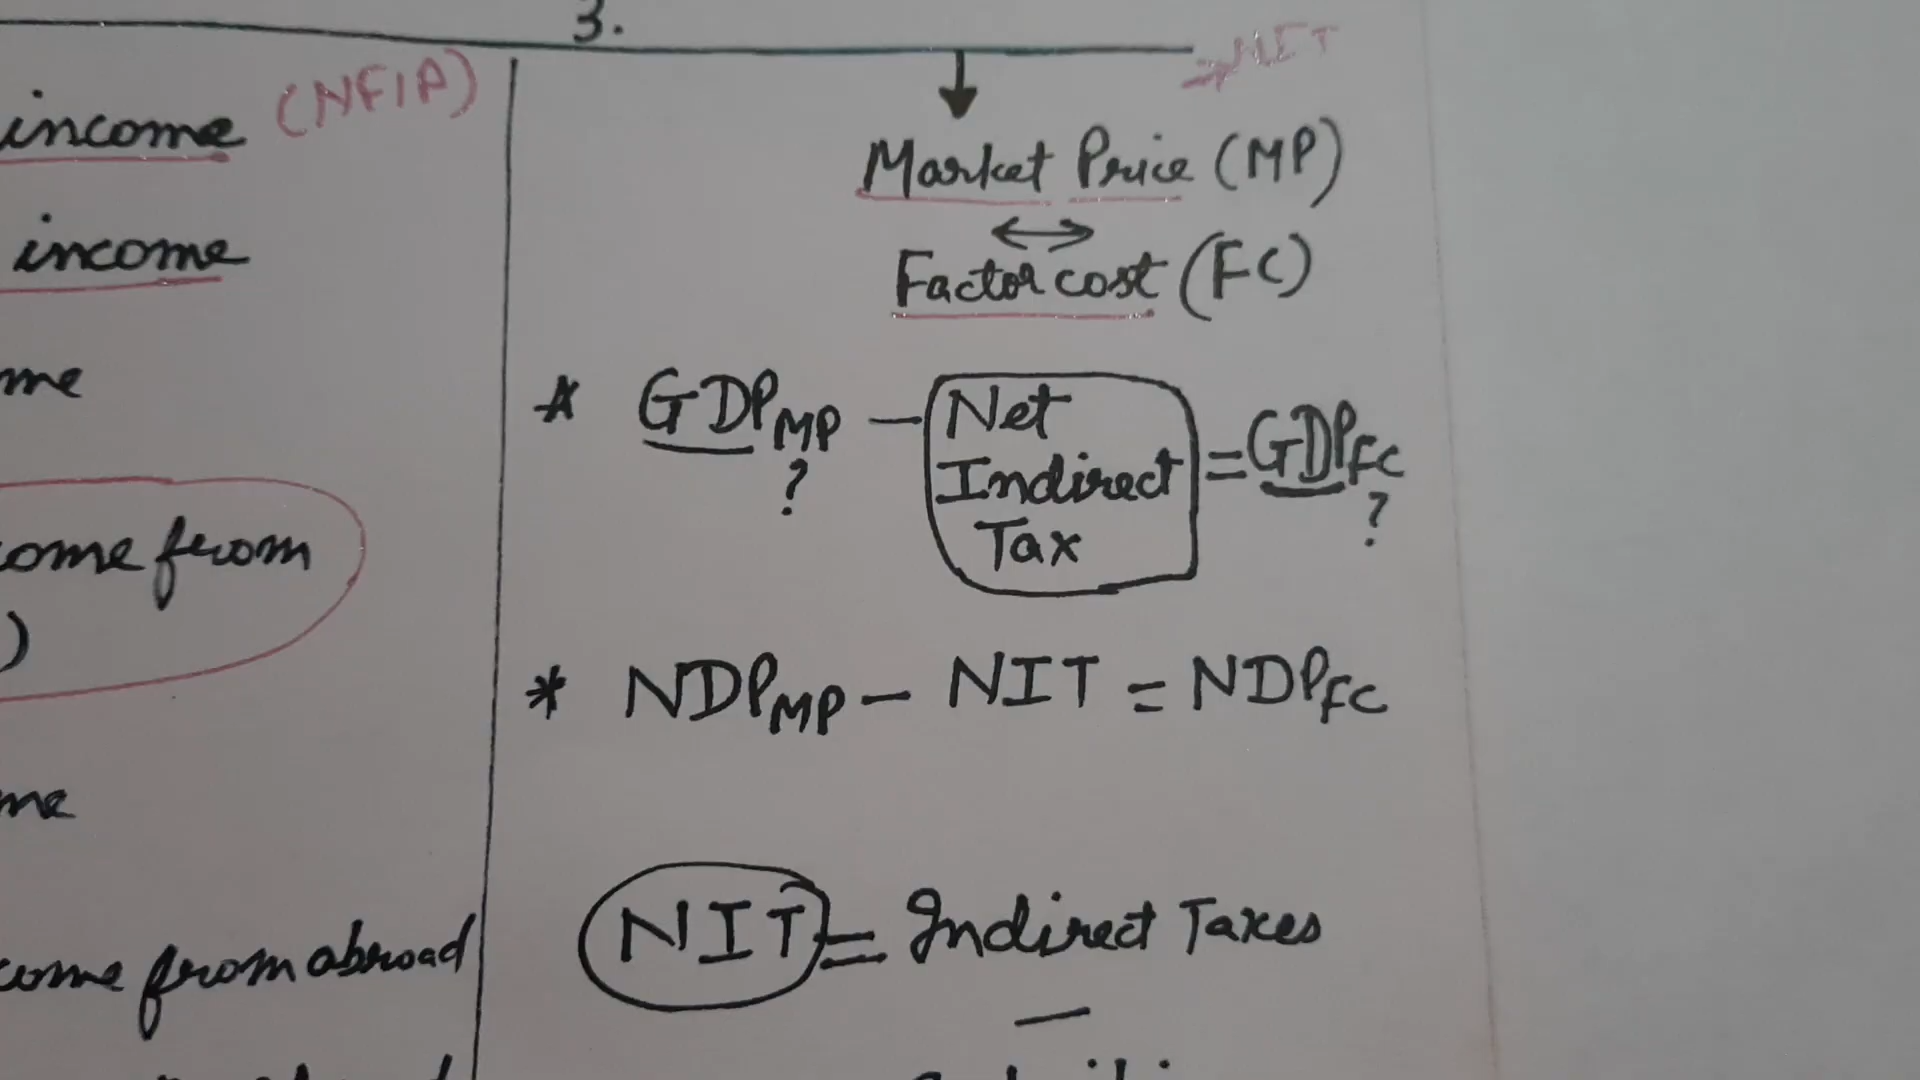 3.
income (NFIA)
income
me
ome from
)
me
come from abroad
→NIT
Market Price (MP)
↔
Factor cost (FC)
* GDPMP – Net Indirect Tax = GDPFC
? ?
* NDPMP – NIT = NDPFC
NIT = Indirect Taxes
–